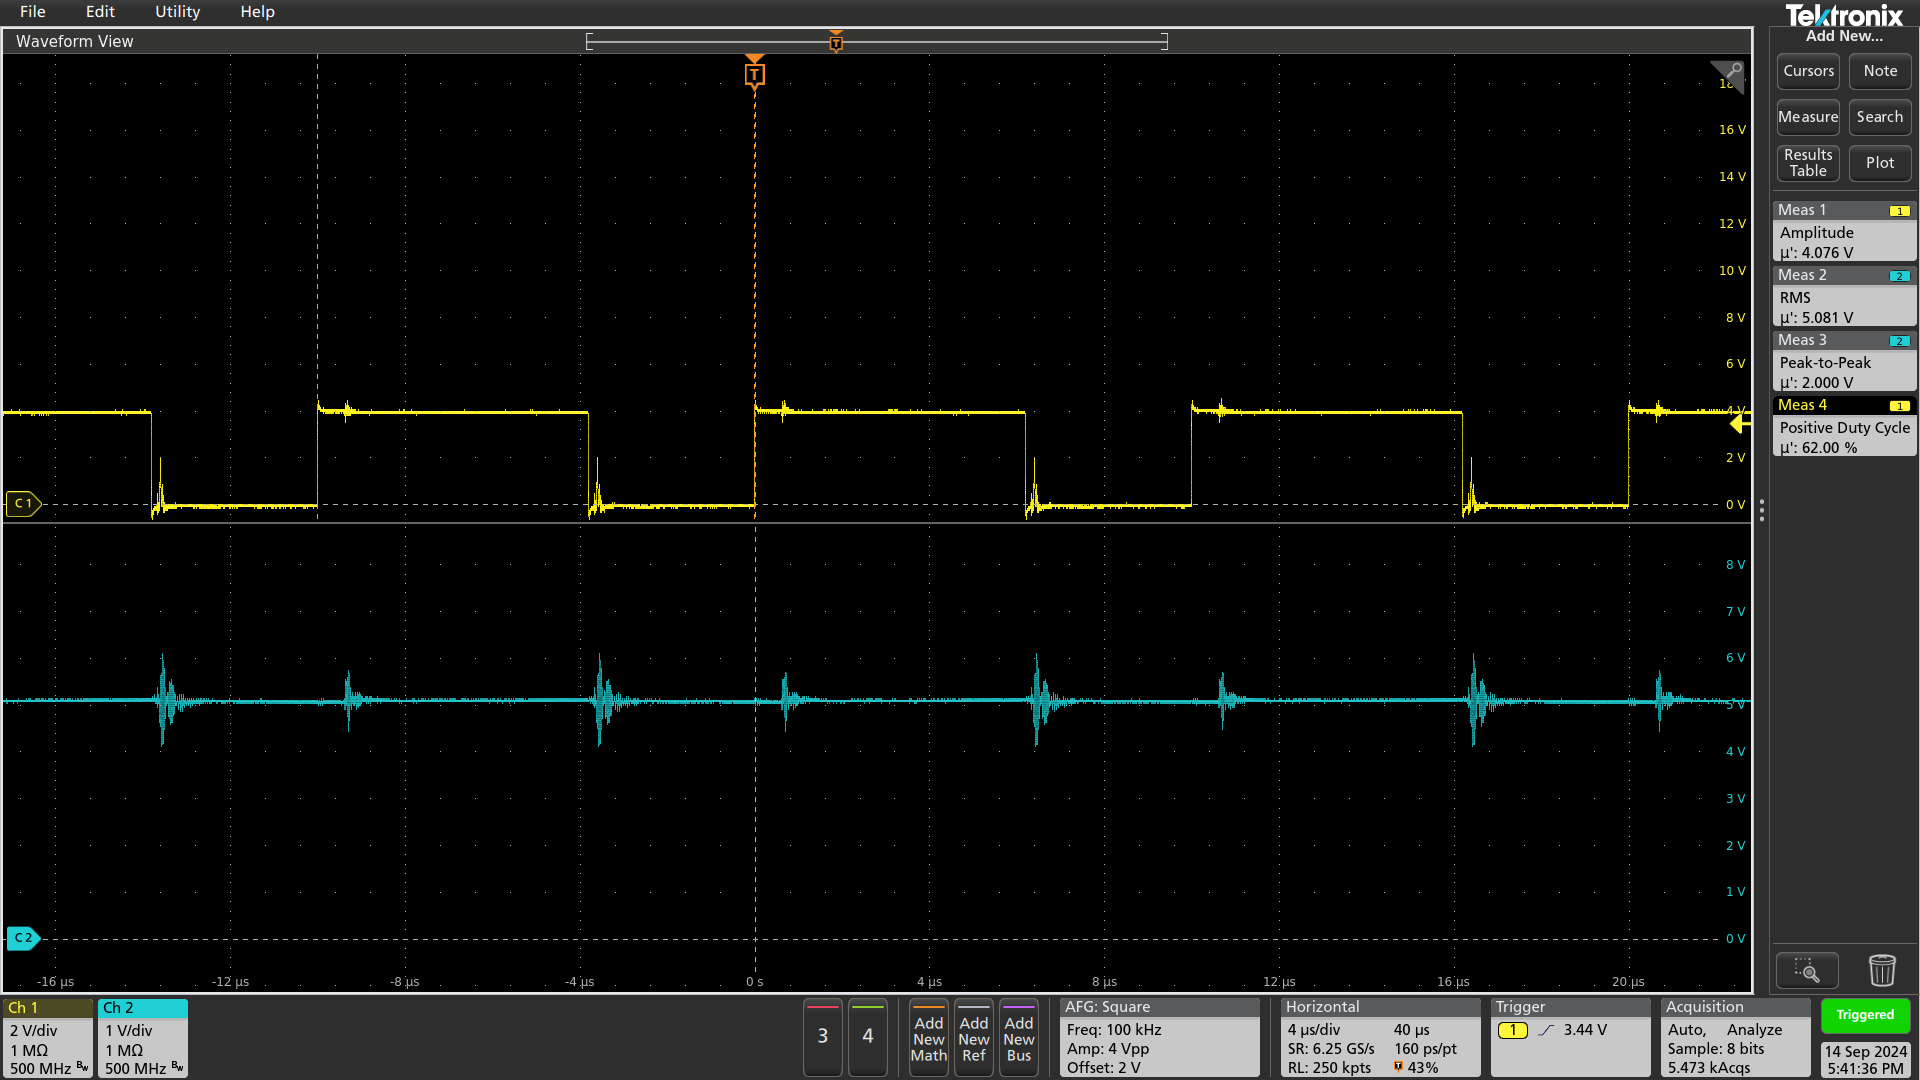 File Edit Utility Help
Tektronix
Waveform View
T
T
Add New...
Cursors Note
Measure Search
Results Table Plot
16 V
14 V
12 V
10 V
8 V
6 V
4 V
2 V
0 V
C 1
8 V
7 V
6 V
5 V
4 V
3 V
2 V
1 V
0 V
C 2
-16 µs -12 µs -8 µs -4 µs 0 s 4 µs 8 µs 12 µs 16 µs 20 µs
Meas 1 1
Amplitude
µ': 4.076 V
Meas 2 2
RMS
µ': 5.081 V
Meas 3 2
Peak-to-Peak
µ': 2.000 V
Meas 4 1
Positive Duty Cycle
µ': 62.00 %
Ch 1
2 V/div
1 MΩ
500 MHz Bw
Ch 2
1 V/div
1 MΩ
500 MHz Bw
3
4
Add New Math
Add New Ref
Add New Bus
AFG: Square
Freq: 100 kHz
Amp: 4 Vpp
Offset: 2 V
Horizontal
4 µs/div 40 µs
SR: 6.25 GS/s 160 ps/pt
RL: 250 kpts T 43%
Trigger
1 3.44 V
Acquisition
Auto, Analyze
Sample: 8 bits
5.473 kAcqs
Triggered
14 Sep 2024
5:41:36 PM